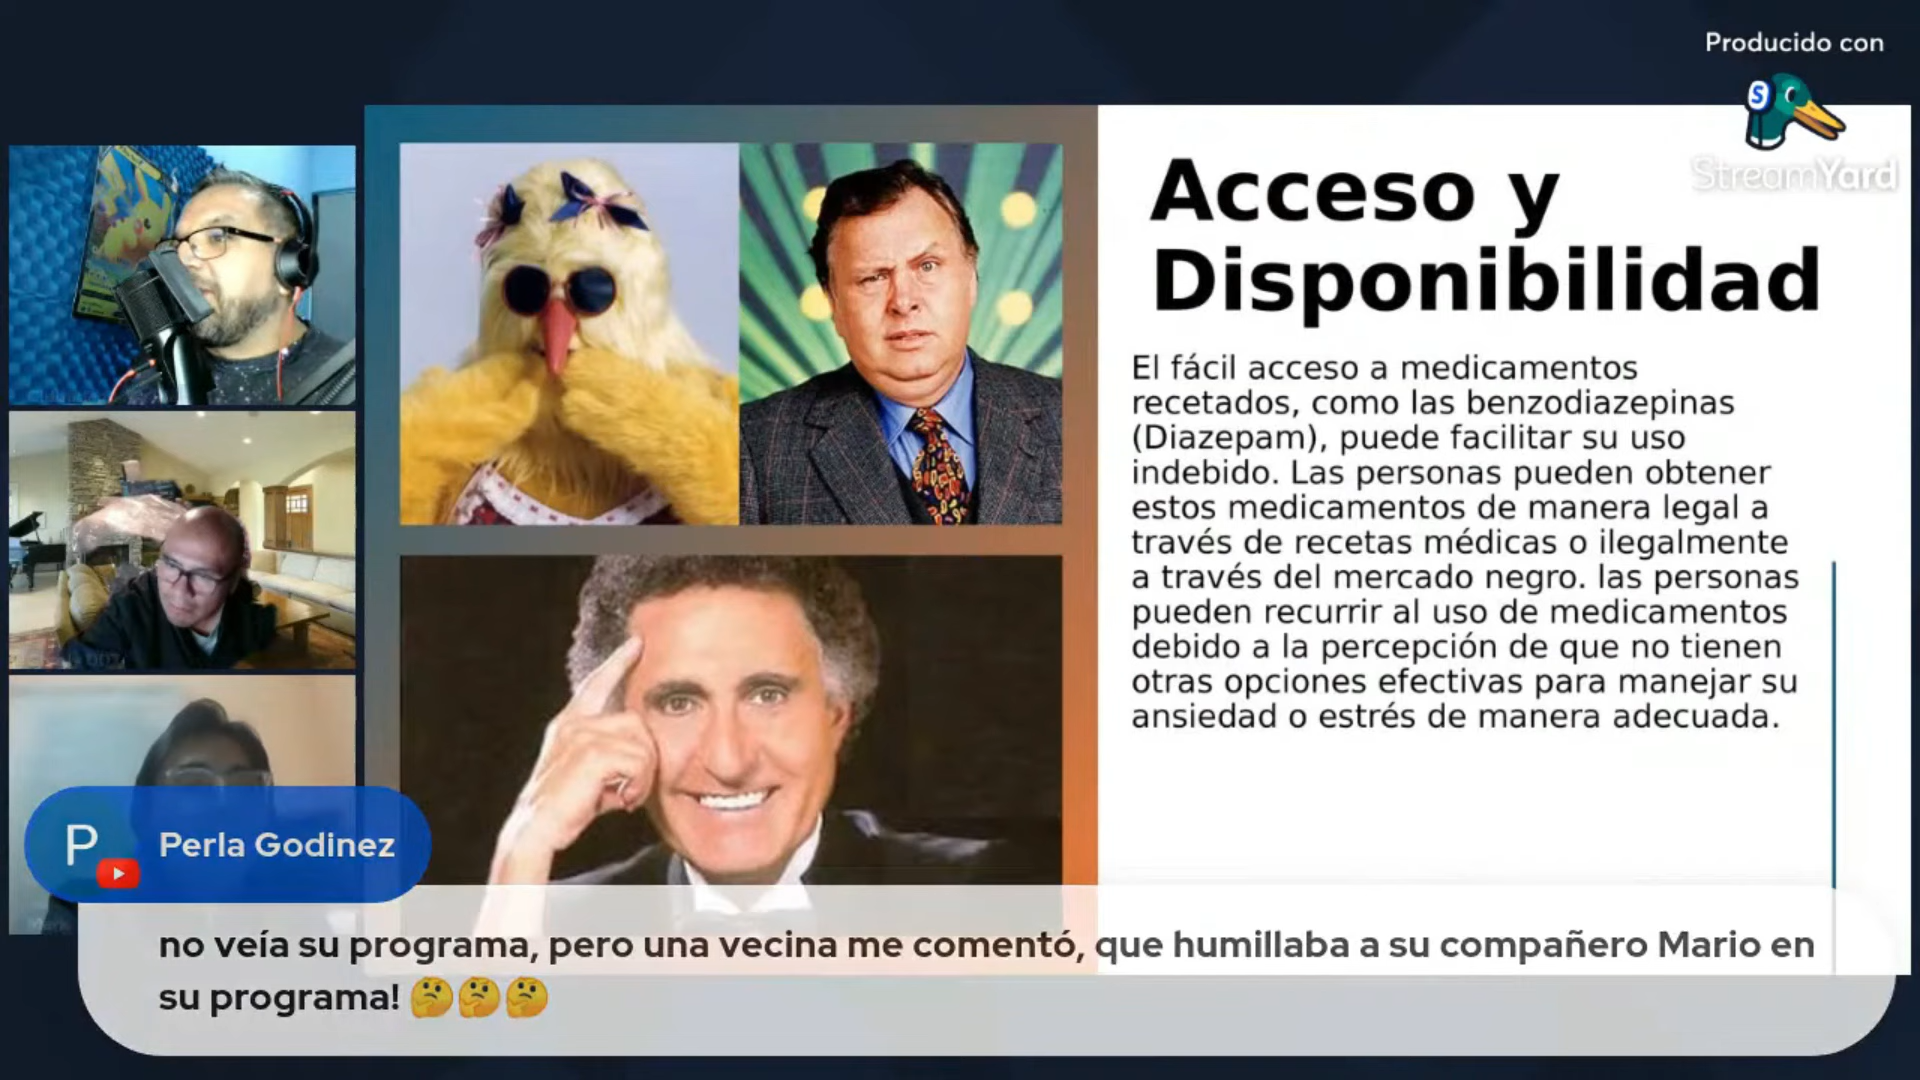 Producido con
StreamYard
Acceso y
Disponibilidad
El fácil acceso a medicamentos
recetados, como las benzodiazepinas
(Diazepam), puede facilitar su uso
indebido. Las personas pueden obtener
estos medicamentos de manera legal a
través de recetas médicas o ilegalmente
a través del mercado negro. las personas
pueden recurrir al uso de medicamentos
debido a la percepción de que no tienen
otras opciones efectivas para manejar su
ansiedad o estrés de manera adecuada.
P
Perla Godinez
no veía su programa, pero una vecina me comentó, que humillaba a su compañero Mario en
su programa! 🤔🤔🤔